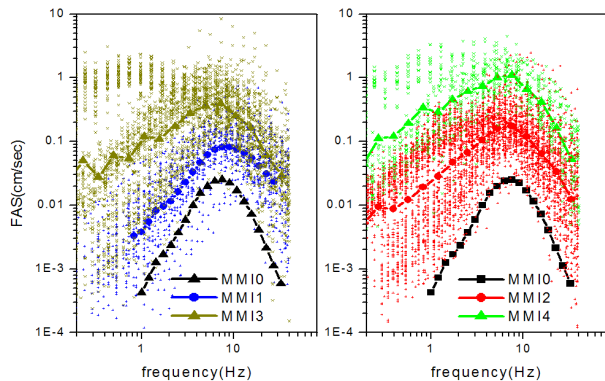 10
1
0.1
0.01
1E-3
1E-4
FAS(cm/sec)
1
10
frequency(Hz)
MMI0
MMI1
MMI3
10
1
0.1
0.01
1E-3
1E-4
1
10
frequency(Hz)
MMI0
MMI2
MMI4